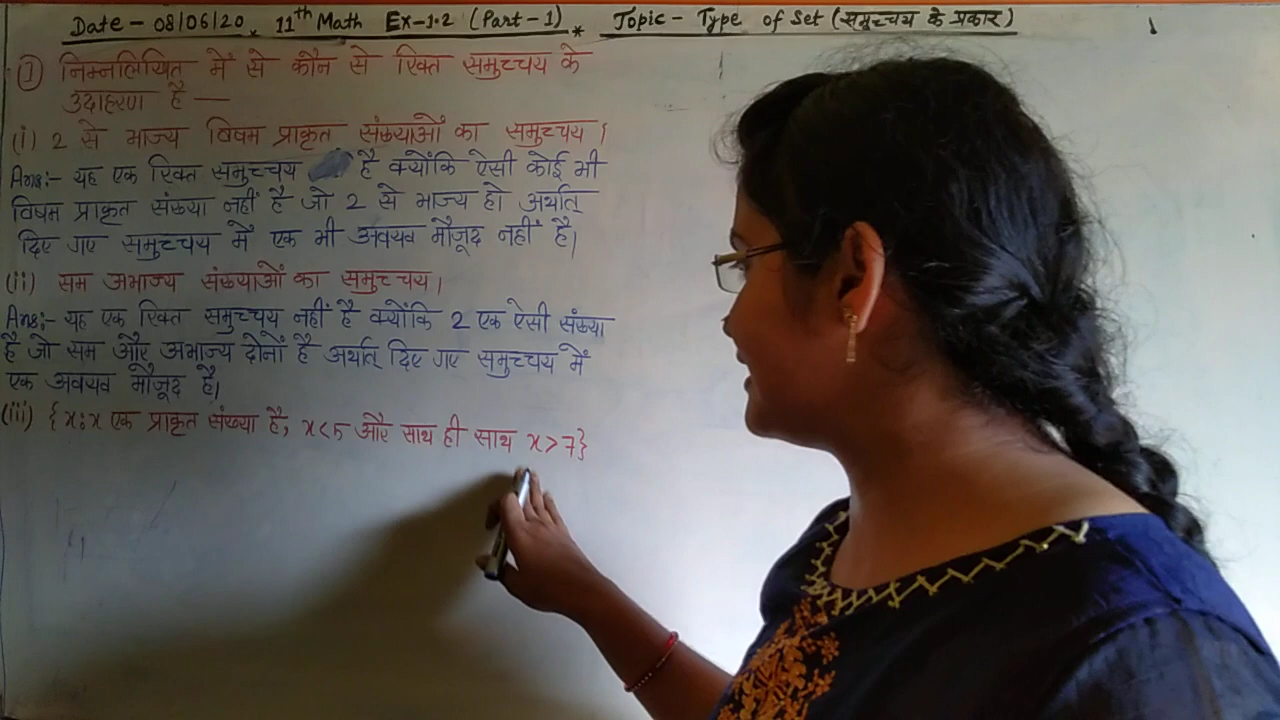 Date - 08/06/20 * 11th Math Ex-1.2 (Part-1) * Topic - Type of Set (समुच्चय के प्रकार)
① निम्नलिखित में से कौन से रिक्त समुच्चय के
उदाहरण है —
(i) 2 से भाज्य विषम प्राकृत संख्याओं का समुच्चय।
Ans:- यह एक रिक्त समुच्चय है क्योंकि ऐसी कोई भी
विषम प्राकृत संख्या नहीं है जो 2 से भाज्य हो अर्थात्
दिए गए समुच्चय में एक भी अवयव मौजूद नहीं है।
(ii) सम अभाज्य संख्याओं का समुच्चय।
Ans:- यह एक रिक्त समुच्चय नहीं है क्योंकि 2 एक ऐसी संख्या
है जो सम और अभाज्य दोनों है अर्थात् दिए गए समुच्चय में
एक अवयव मौजूद है।
(iii) {x:x एक प्राकृत संख्या है, x<5 और साथ ही साथ x>7}